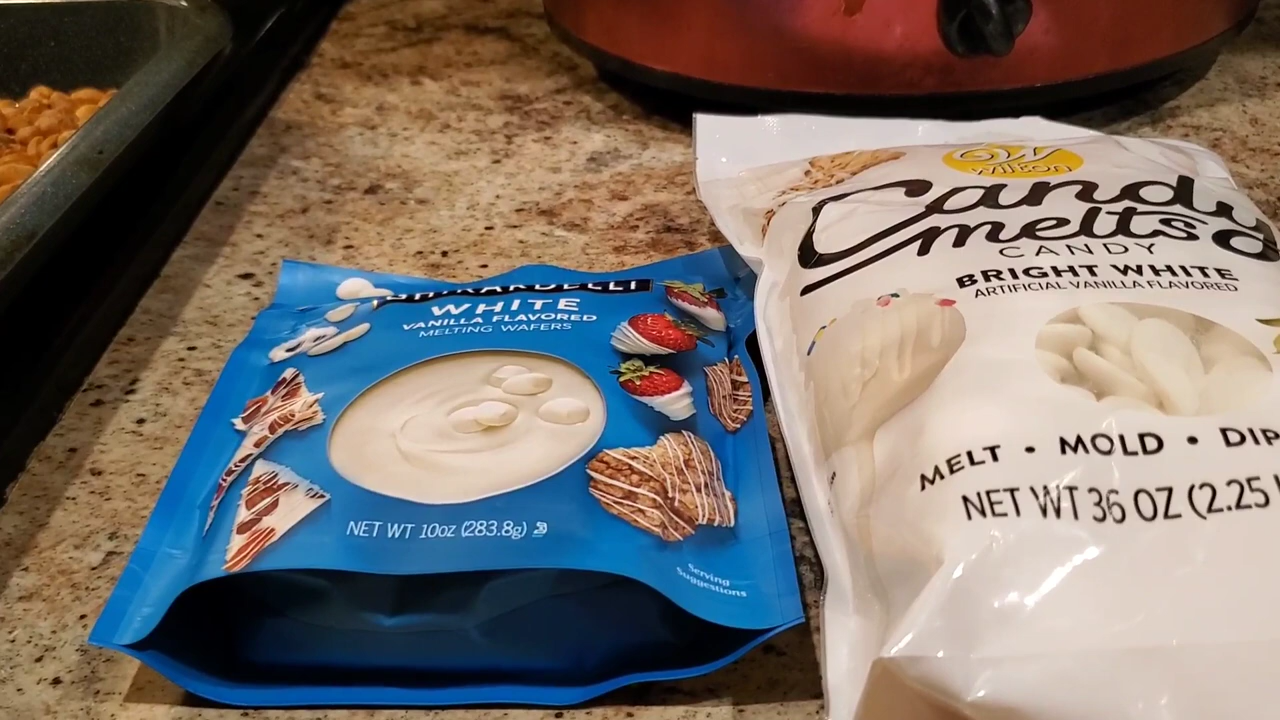 GHIRARDELLI
WHITE
VANILLA FLAVORED
MELTING WAFERS
NET WT 10oz (283.8g)
Serving
Suggestions
W
wilton
Candy
melts
CANDY
BRIGHT WHITE
ARTIFICIAL VANILLA FLAVORED
MELT • MOLD • DIP
NET WT 36 OZ (2.25